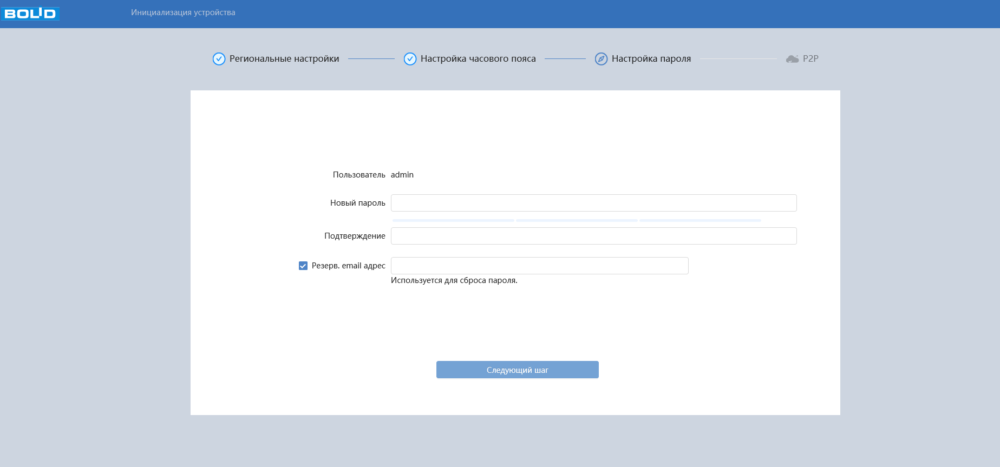 BOLID
Инициализация устройства
Региональные настройки
Настройка часового пояса
Настройка пароля
P2P
Пользователь admin
Новый пароль
Подтверждение
Резерв. email адрес
Используется для сброса пароля.
Следующий шаг